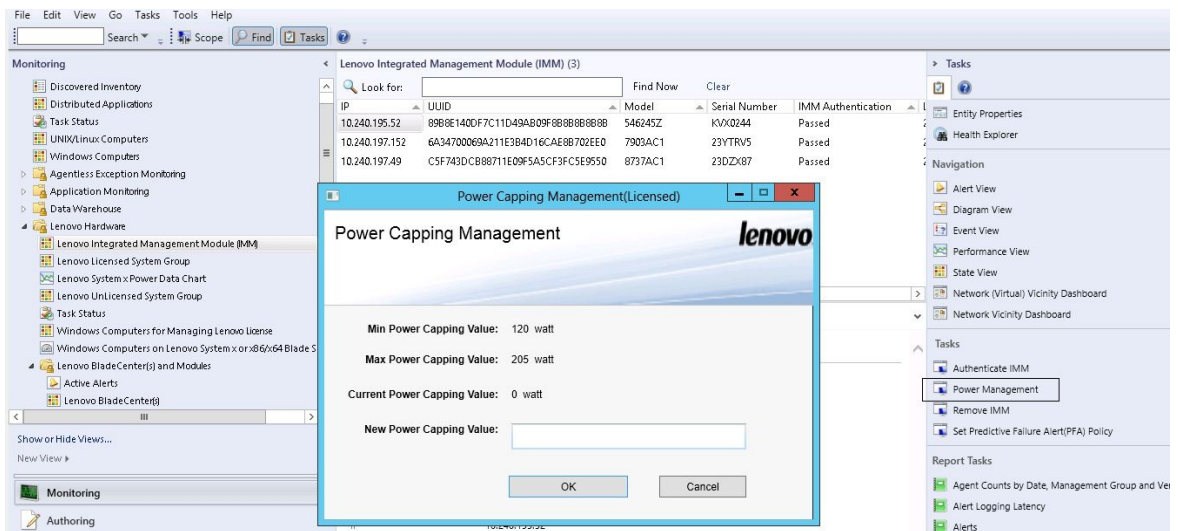 File Edit View Go Tasks Tools Help
Search Scope Find Tasks
Monitoring
Discovered Inventory
Distributed Applications
Task Status
UNIX/Linux Computers
Windows Computers
Agentless Exception Monitoring
Application Monitoring
Data Warehouse
Lenovo Hardware
Lenovo Integrated Management Module (IMM)
Lenovo Licensed System Group
Lenovo System x Power Data Chart
Lenovo UnLicensed System Group
Task Status
Windows Computers for Managing Lenovo License
Windows Computers on Lenovo System x or x86/x64 Blade S
Lenovo BladeCenter(s) and Modules
Active Alerts
Lenovo BladeCenter(s)
Show or Hide Views...
New View
Monitoring
Authoring
Lenovo Integrated Management Module (IMM) (3)
Look for: Find Now Clear
IP UUID Model Serial Number IMM Authentication
10.240.195.52 89B8E140DF7C11D49AB09F8B8B8B8B8B 546245Z KVX0244 Passed
10.240.197.152 6A34700069A211E3B4D16CAE8B702EE0 7903AC1 23YTRV5 Passed
10.240.197.49 C5F743DCB88711E09F5A5CF3FC5E9550 8737AC1 23DZX87 Passed
Power Capping Management(Licensed)
Power Capping Management
lenovo
Min Power Capping Value: 120 watt
Max Power Capping Value: 205 watt
Current Power Capping Value: 0 watt
New Power Capping Value:
OK Cancel
Tasks
Entity Properties
Health Explorer
Navigation
Alert View
Diagram View
Event View
Performance View
State View
Network (Virtual) Vicinity Dashboard
Network Vicinity Dashboard
Tasks
Authenticate IMM
Power Management
Remove IMM
Set Predictive Failure Alert(PFA) Policy
Report Tasks
Agent Counts by Date, Management Group and Ver
Alert Logging Latency
Alerts